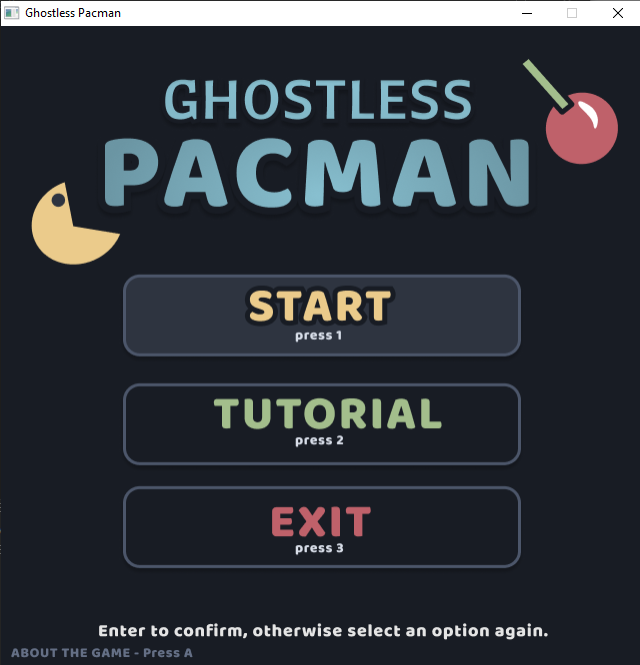 Ghostless Pacman
GHOSTLESS
PACMAN
START
press 1
TUTORIAL
press 2
EXIT
press 3
Enter to confirm, otherwise select an option again.
ABOUT THE GAME - Press A